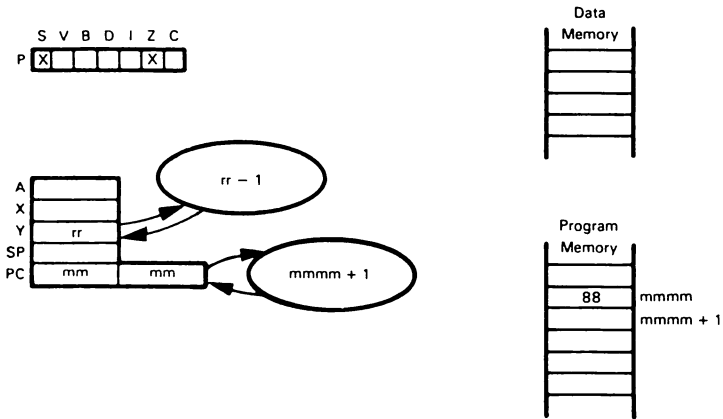 S V B D I Z C
P X X
Data
Memory
A
X
Y rr
SP
PC mm mm
rr − 1
mmmm + 1
Program
Memory
88 mmmm
mmmm + 1